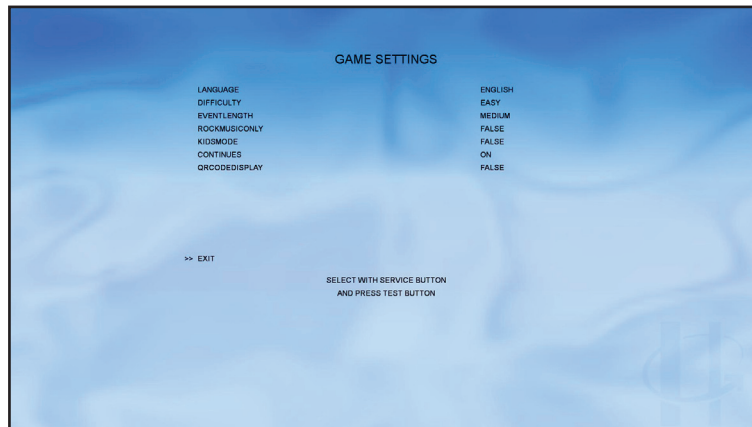 GAME SETTINGS
LANGUAGE ENGLISH
DIFFICULTY EASY
EVENTLENGTH MEDIUM
ROCKMUSICONLY FALSE
KIDSMODE FALSE
CONTINUES ON
QRCODEDISPLAY FALSE
>> EXIT
SELECT WITH SERVICE BUTTON
AND PRESS TEST BUTTON